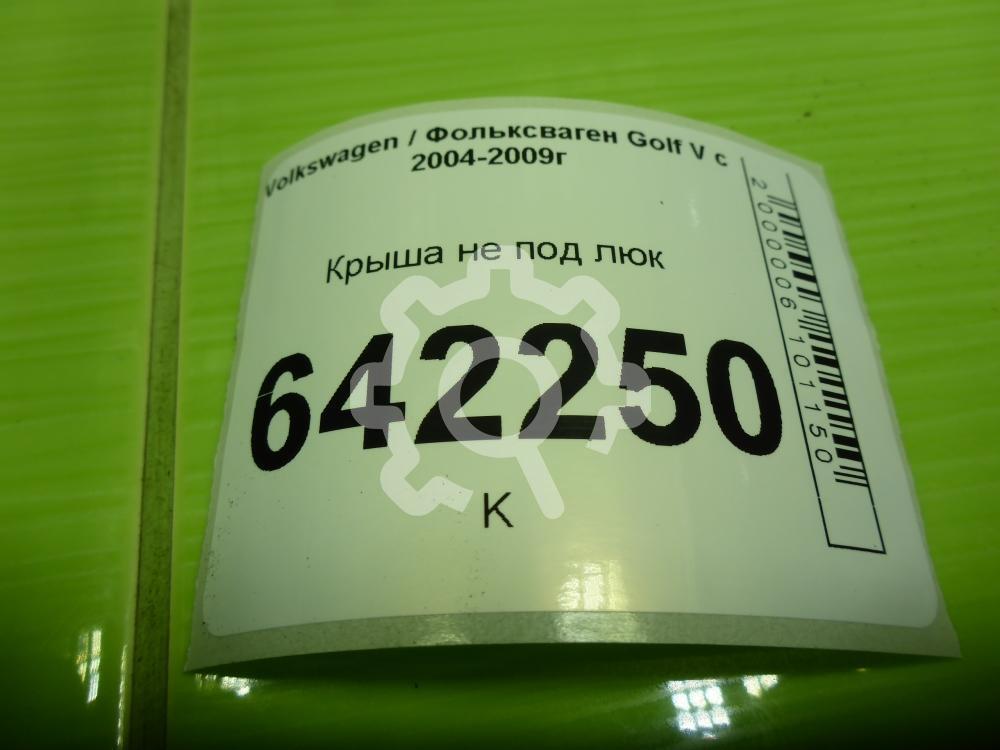 Volkswagen / Фольксваген Golf V с
2004-2009г
Крыша не под люк
642250
К
2000006101150